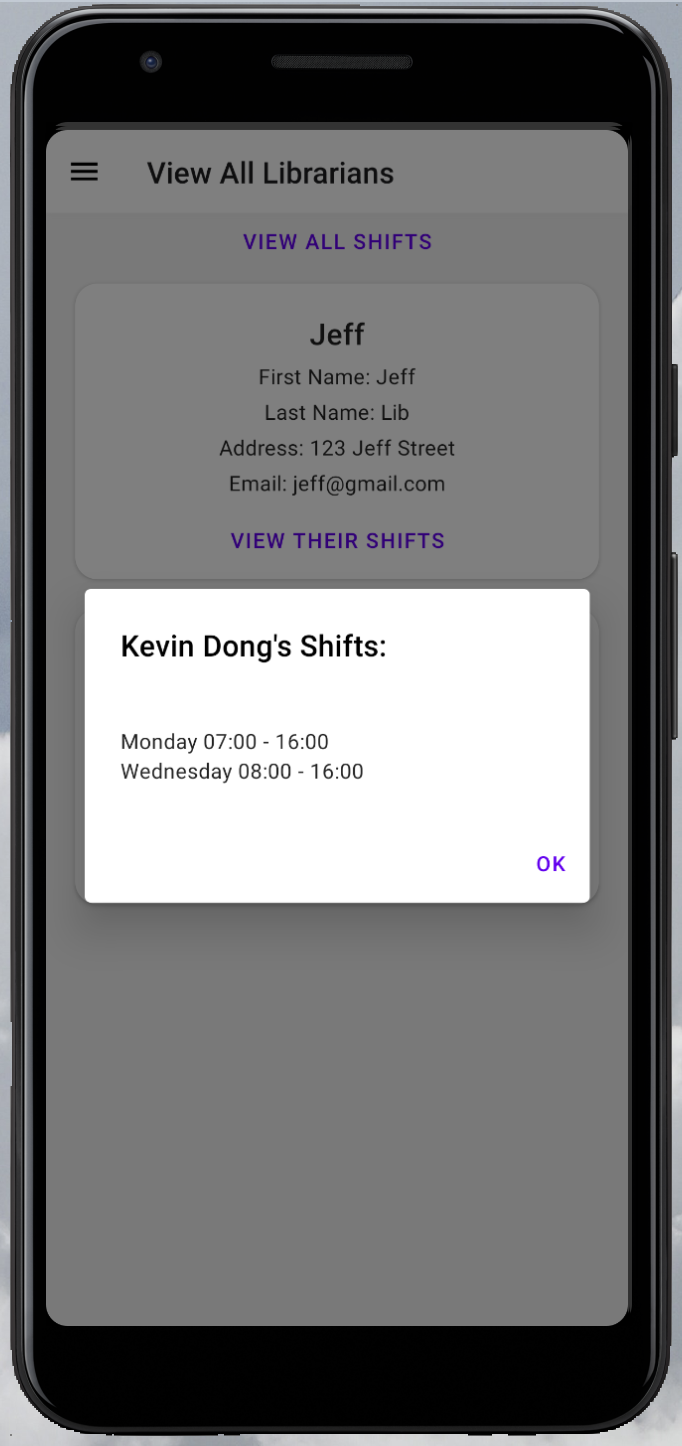 View All Librarians
VIEW ALL SHIFTS
Jeff
First Name: Jeff
Last Name: Lib
Address: 123 Jeff Street
Email: jeff@gmail.com
VIEW THEIR SHIFTS
Kevin Dong's Shifts:
Monday 07:00 - 16:00
Wednesday 08:00 - 16:00
OK